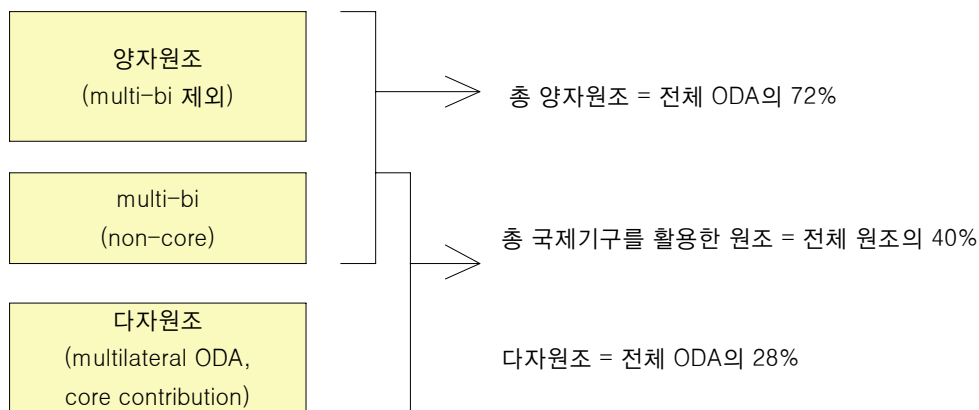 양자원조
(multi-bi 제외)
총 양자원조 = 전체 ODA의 72%
multi-bi
(non-core)
총 국제기구를 활용한 원조 = 전체 원조의 40%
다자원조
(multilateral ODA,
core contribution)
다자원조 = 전체 ODA의 28%